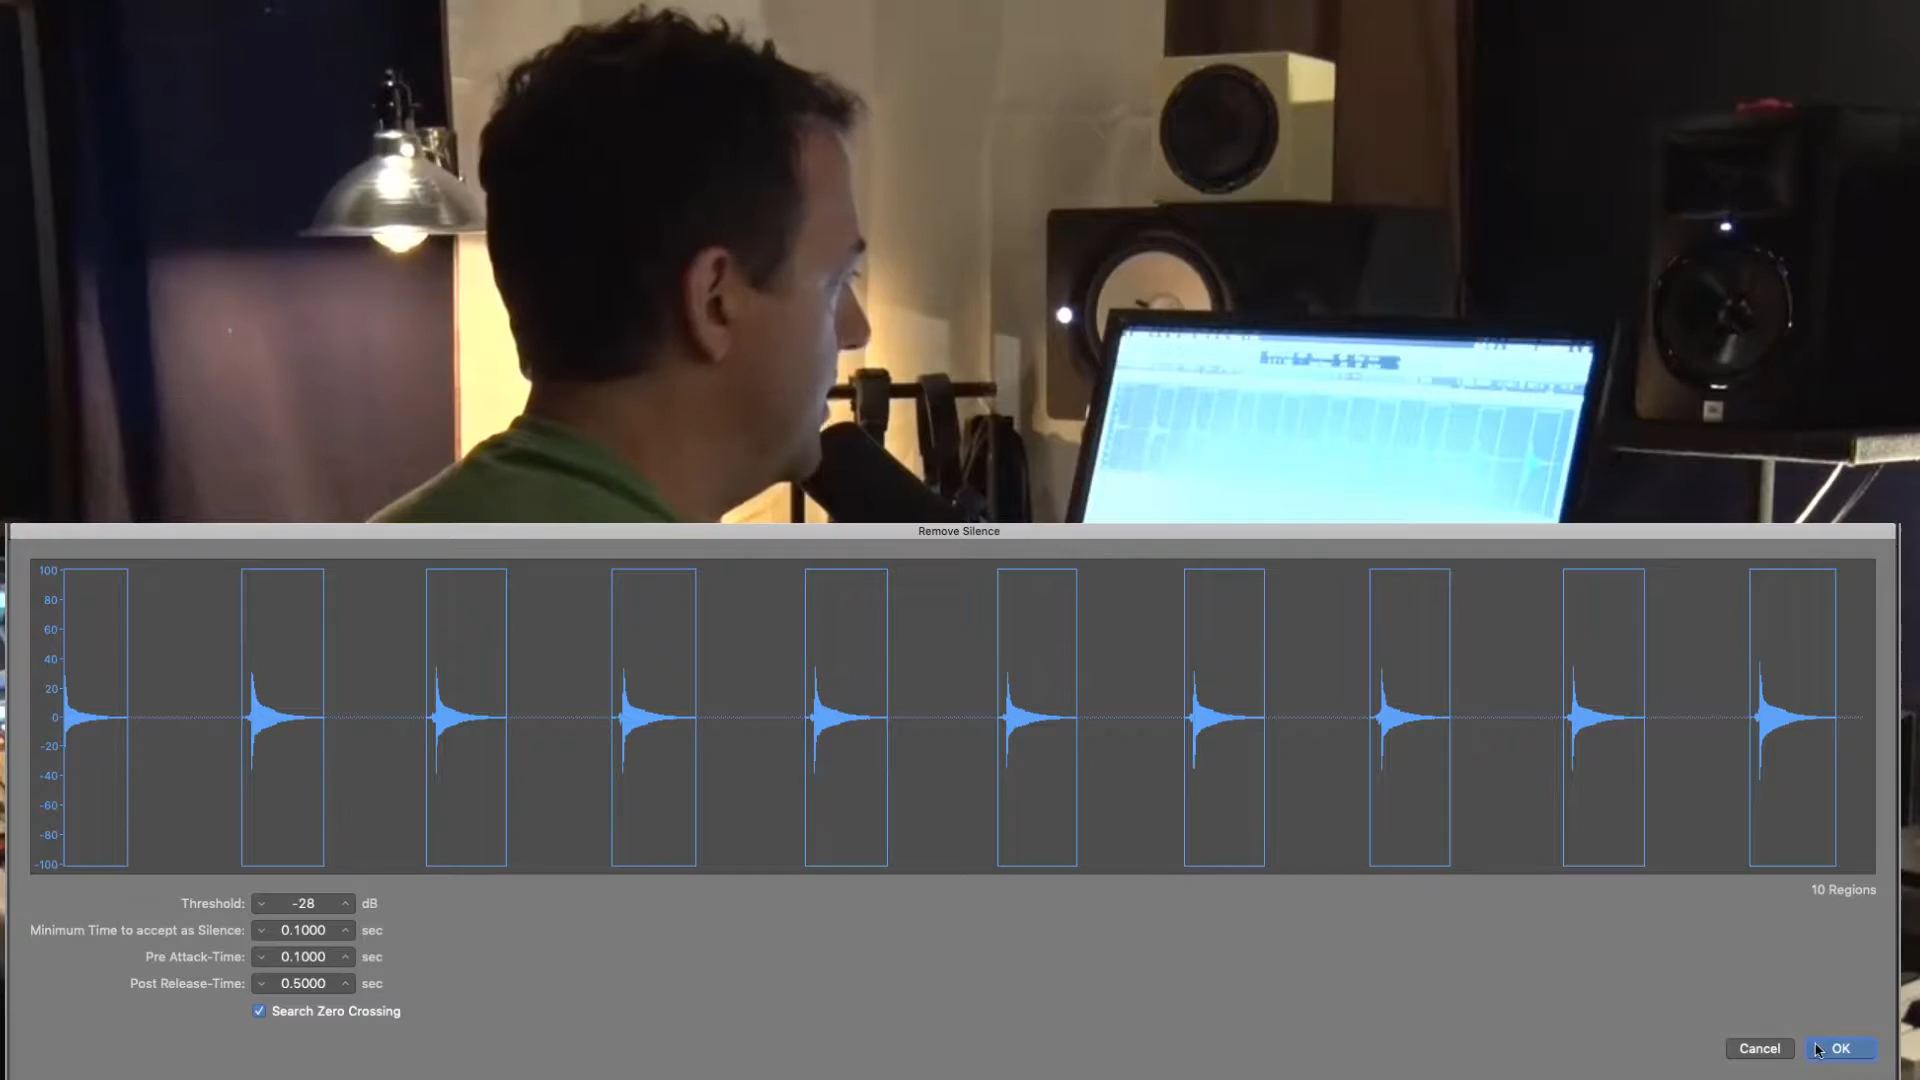 Remove Silence
100
80
60
40
20
0
-20
-40
-60
-80
-100
10 Regions
Threshold: -28 dB
Minimum Time to accept as Silence: 0.1000 sec
Pre Attack-Time: 0.1000 sec
Post Release-Time: 0.5000 sec
Search Zero Crossing
Cancel OK